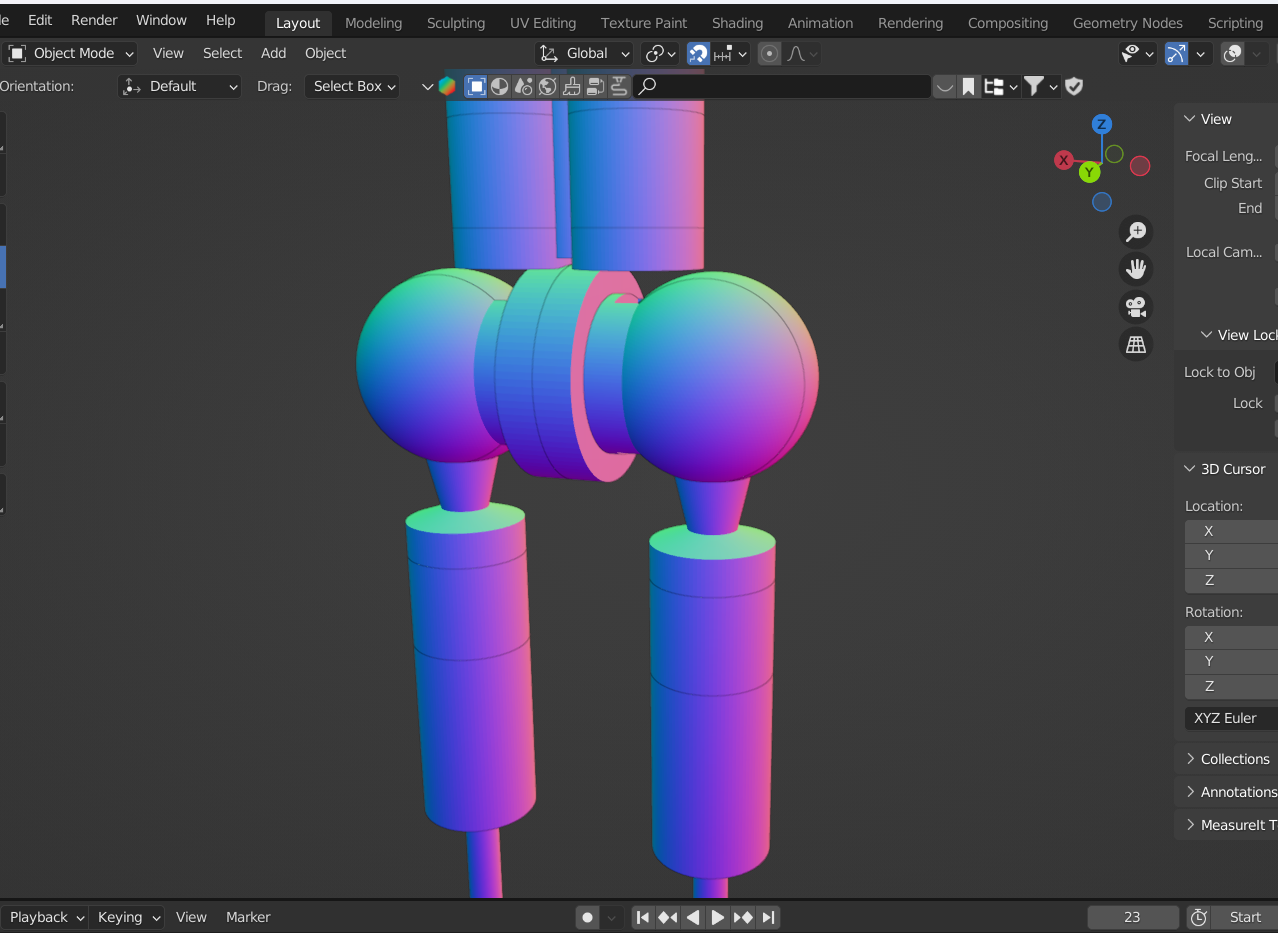 le Edit Render Window Help Layout Modeling Sculpting UV Editing Texture Paint Shading Animation Rendering Compositing Geometry Nodes Scripting
Object Mode View Select Add Object Global
Orientation: Default Drag: Select Box
View
Focal Leng...
Clip Start
End
Local Cam...
View Lock
Lock to Obj
Lock
3D Cursor
Location:
X
Y
Z
Rotation:
X
Y
Z
XYZ Euler
Collections
Annotations
MeasureIt T
Z
X
Y
Playback Keying View Marker 23 Start